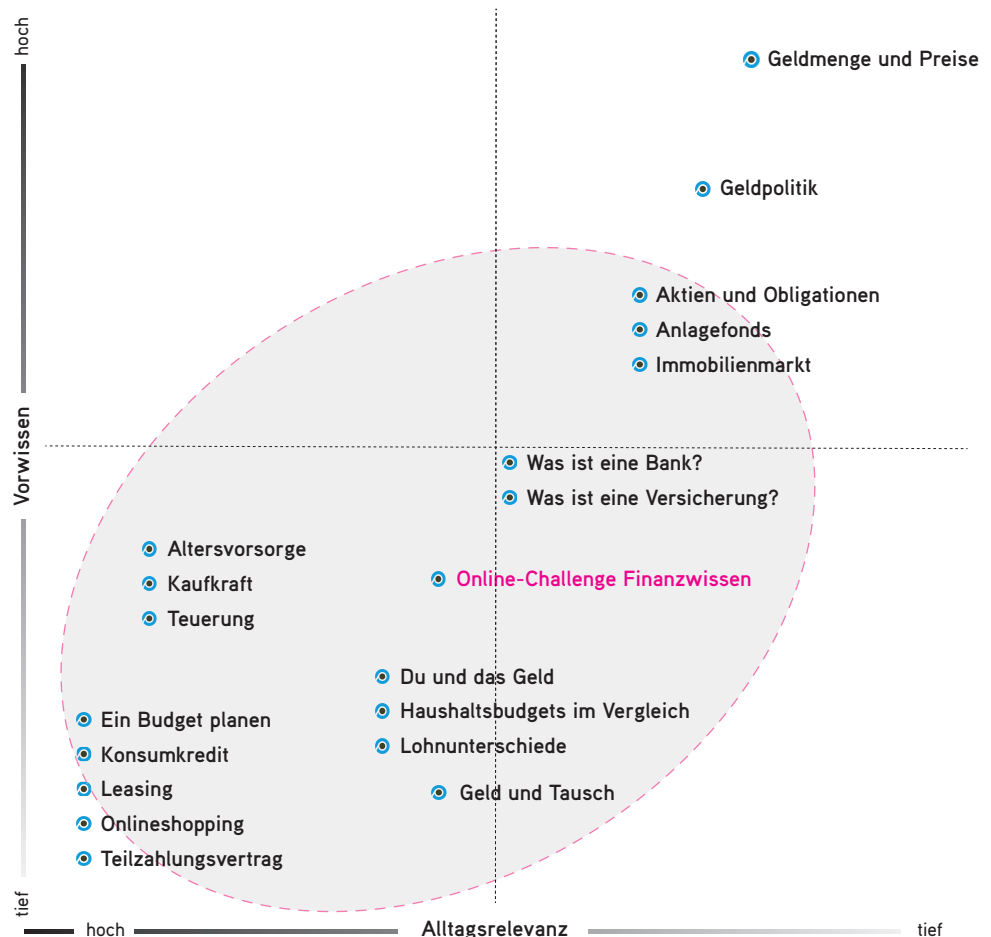 hoch
Geldmenge und Preise
Geldpolitik
Aktien und Obligationen
Anlagefonds
Immobilienmarkt
Vorwissen
Was ist eine Bank?
Was ist eine Versicherung?
Altersvorsorge
Kaufkraft
Teuerung
Online-Challenge Finanzwissen
Du und das Geld
Haushaltsbudgets im Vergleich
Lohnunterschiede
Ein Budget planen
Konsumkredit
Leasing
Onlineshopping
Teilzahlungsvertrag
Geld und Tausch
tief
hoch
Alltagsrelevanz
tief